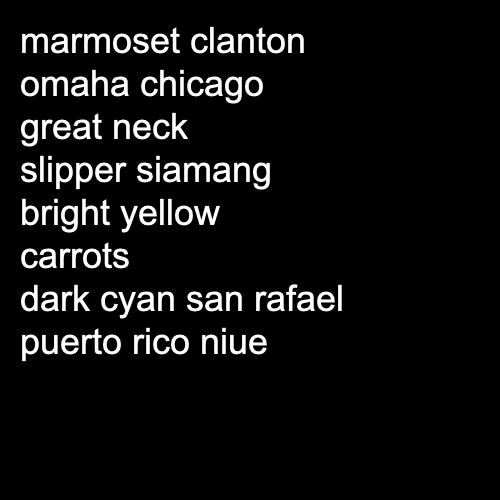 marmoset clanton
omaha chicago
great neck
slipper siamang
bright yellow
carrots
dark cyan san rafael
puerto rico niue